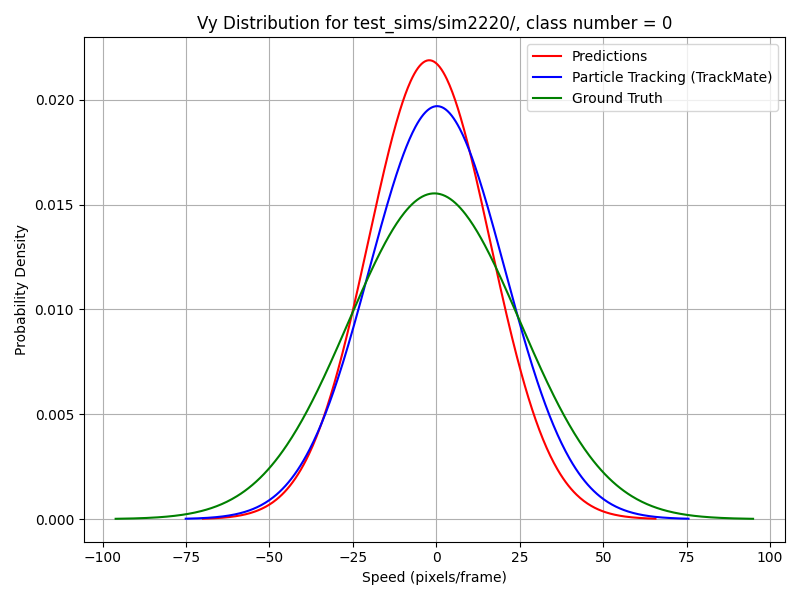 Vy Distribution for test_sims/sim2220/, class number = 0
Predictions
Particle Tracking (TrackMate)
Ground Truth
Probability Density
0.020
0.015
0.010
0.005
0.000
−100
−75
−50
−25
0
25
50
75
100
Speed (pixels/frame)